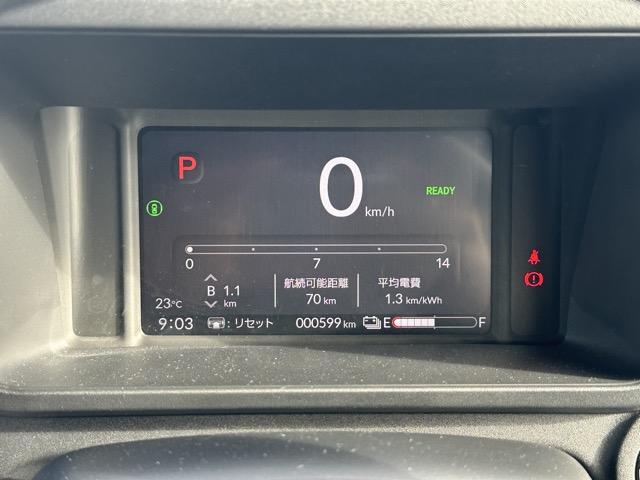 P
0
km/h
READY
0 7 14
B 1.1
km
航続可能距離
70 km
平均電費
1.3 km/kWh
23℃
9:03
:リセット
000599 km
E F